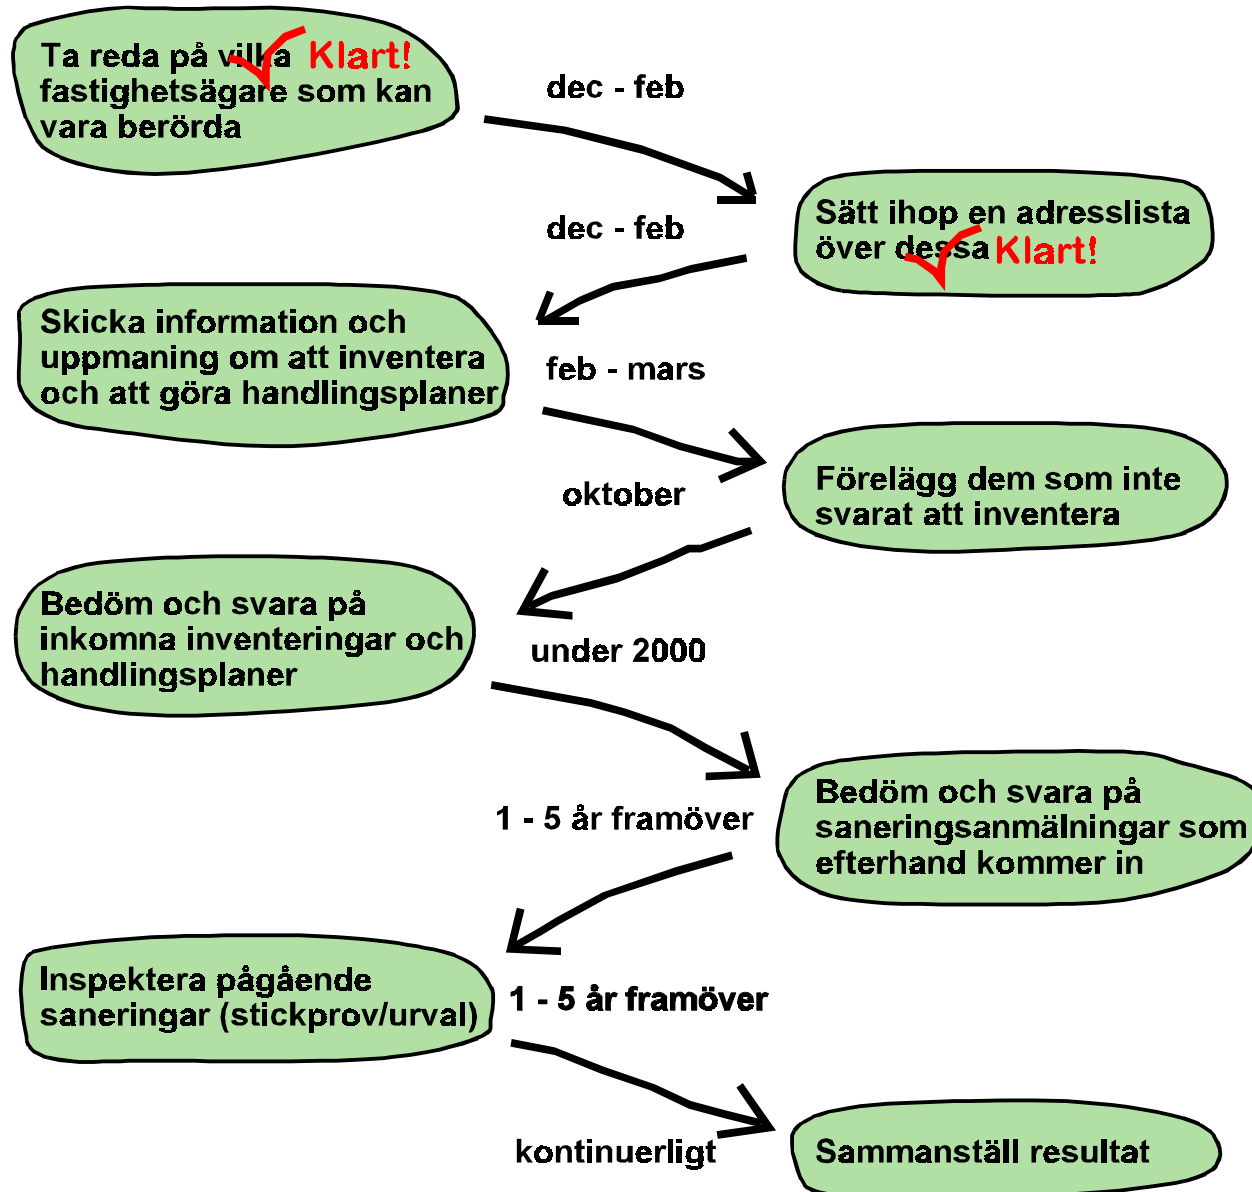 Ta reda på vilka Klart!
fastighetsägare som kan
vara berörda
dec - feb
Sätt ihop en adresslista
över dessa Klart!
dec - feb
Skicka information och
uppmaning om att inventera
och att göra handlingsplaner
feb - mars
Förelägg dem som inte
svarat att inventera
oktober
Bedöm och svara på
inkomna inventeringar och
handlingsplaner
under 2000
Bedöm och svara på
saneringsanmälningar som
efterhand kommer in
1 - 5 år framöver
Inspektera pågående
saneringar (stickprov/urval)
1 - 5 år framöver
Sammanställ resultat
kontinuerligt